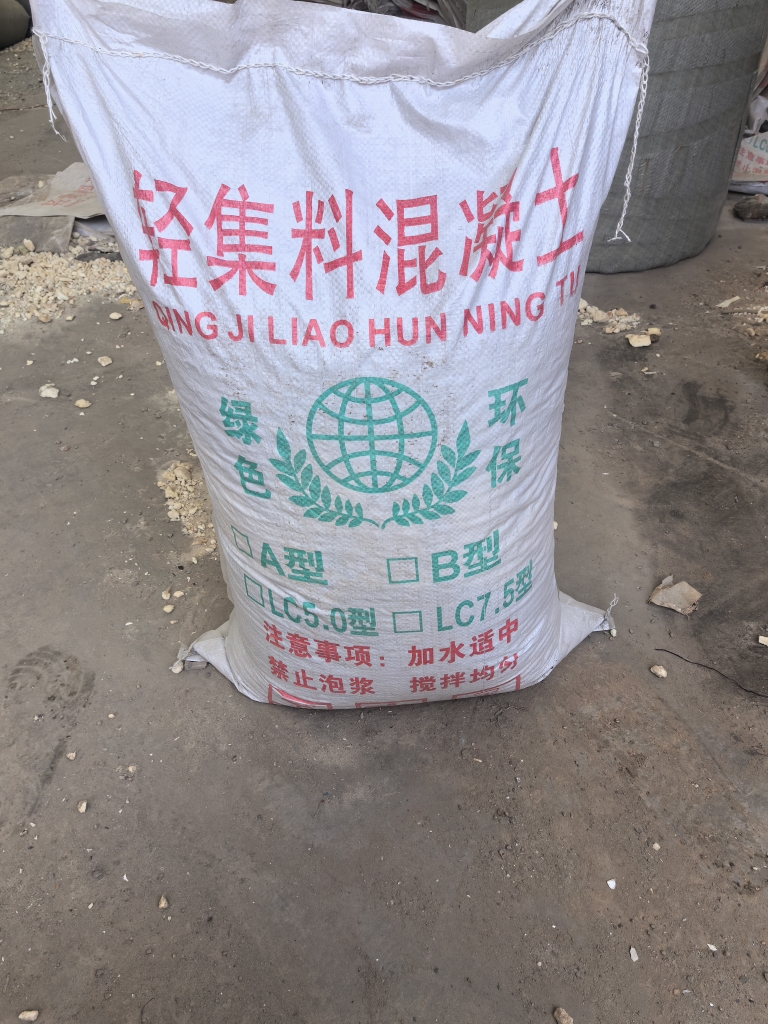 轻集料混凝土
QING JI LIAO HUN NING TU
绿色 环保
□A型 □B型
□LC5.0型 □LC7.5型
注意事项：加水适中
禁止泡浆 搅拌均匀